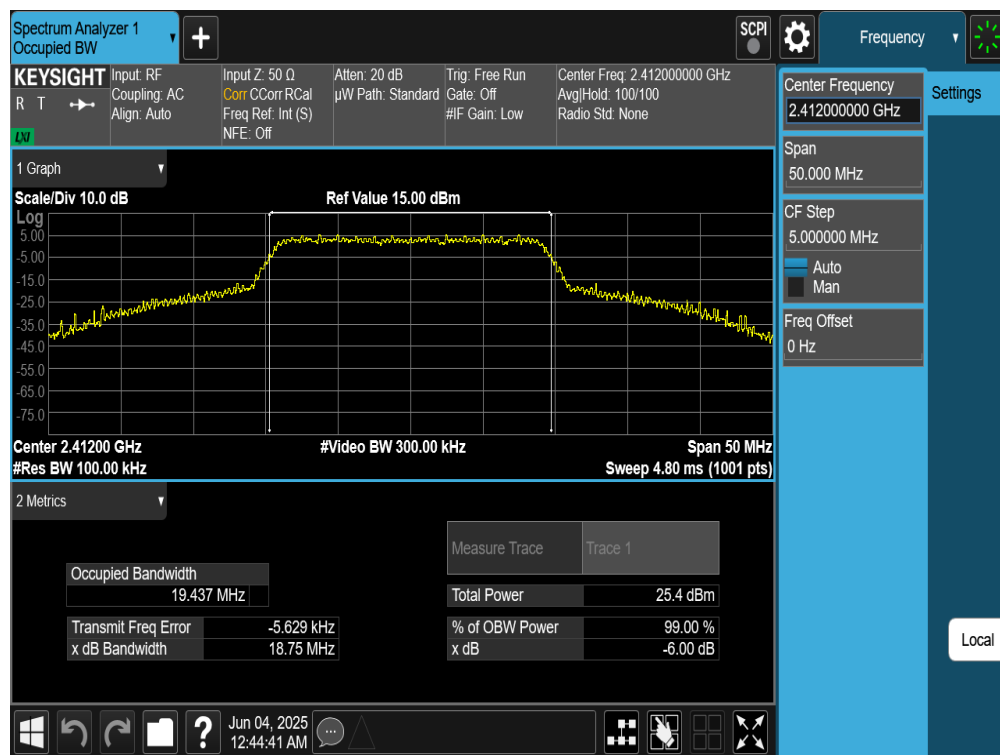 Spectrum Analyzer 1
Occupied BW
+
SCPI
Frequency
KEYSIGHT
R T
LXI
Input: RF
Coupling: AC
Align: Auto
Input Z: 50 Ω
Corr CCorr RCal
Freq Ref: Int (S)
NFE: Off
Atten: 20 dB
µW Path: Standard
Trig: Free Run
Gate: Off
#IF Gain: Low
Center Freq: 2.412000000 GHz
Avg|Hold: 100/100
Radio Std: None
Center Frequency
2.412000000 GHz
Settings
Span
50.000 MHz
CF Step
5.000000 MHz
Auto
Man
Freq Offset
0 Hz
1 Graph
Scale/Div 10.0 dB
Ref Value 15.00 dBm
Log
5.00
-5.00
-15.0
-25.0
-35.0
-45.0
-55.0
-65.0
-75.0
Center 2.41200 GHz
#Video BW 300.00 kHz
Span 50 MHz
#Res BW 100.00 kHz
Sweep 4.80 ms (1001 pts)
2 Metrics
Measure Trace
Trace 1
Occupied Bandwidth
19.437 MHz
Total Power
25.4 dBm
Transmit Freq Error
-5.629 kHz
% of OBW Power
99.00 %
x dB Bandwidth
18.75 MHz
x dB
-6.00 dB
Local
?
Jun 04, 2025
12:44:41 AM